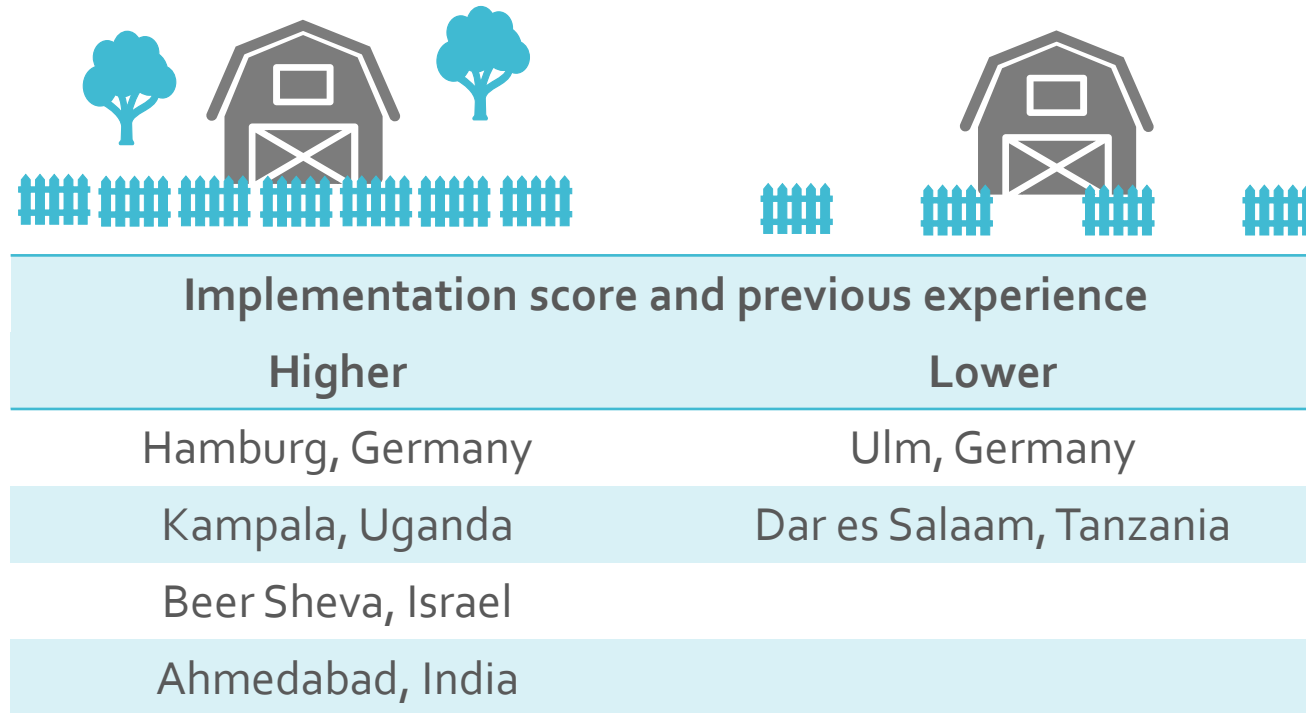 Implementation score and previous experience
Higher Lower
Hamburg, Germany Ulm, Germany
Kampala, Uganda Dar es Salaam, Tanzania
Beer Sheva, Israel
Ahmedabad, India